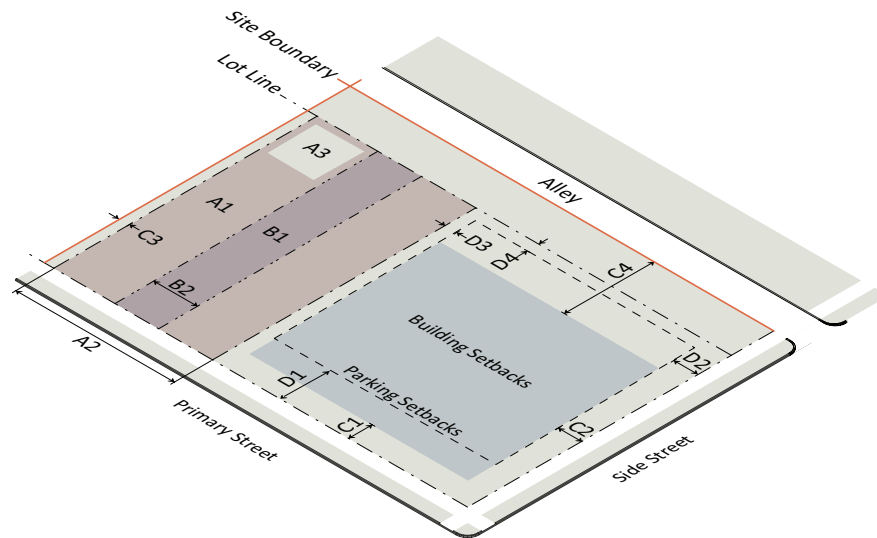 Site Boundary
Lot Line
A3
Alley
A1
C3
B1
D3
D4
C4
B2
A2
Building Setbacks
D2
Parking Setbacks
D1
Primary Street
C1
C2
Side Street